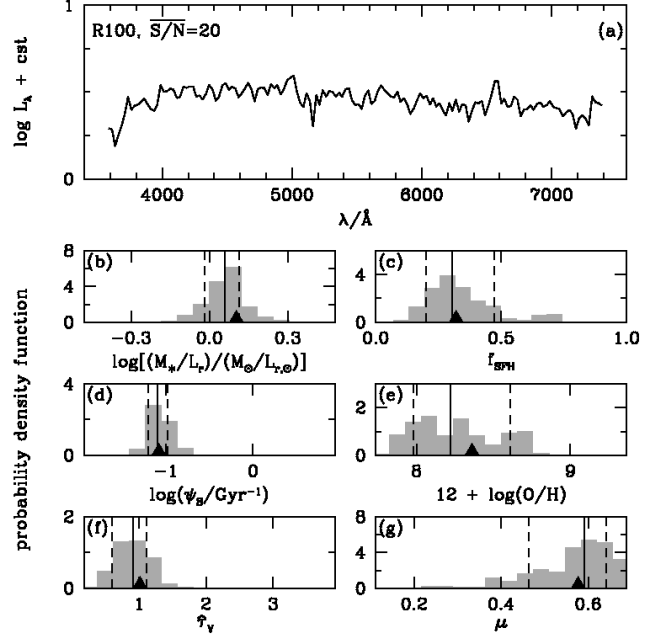 R100, S/N=20
(a)
log L_λ + cst
1
0
4000 5000 6000 7000
λ/Å
probability density function
(b)
8
4
0
-0.3 0.0 0.3
log[(M_*/L_r)/(M_⊙/L_r,⊙)]
(c)
4
0
0.0 0.5 1.0
f_SFH
(d)
4
2
0
-1 0
log(ψ_S/Gyr⁻¹)
(e)
2
0
8 9
12 + log(O/H)
(f)
2
1
0
1 2 3
τ̂_V
(g)
4
0
0.2 0.4 0.6
μ